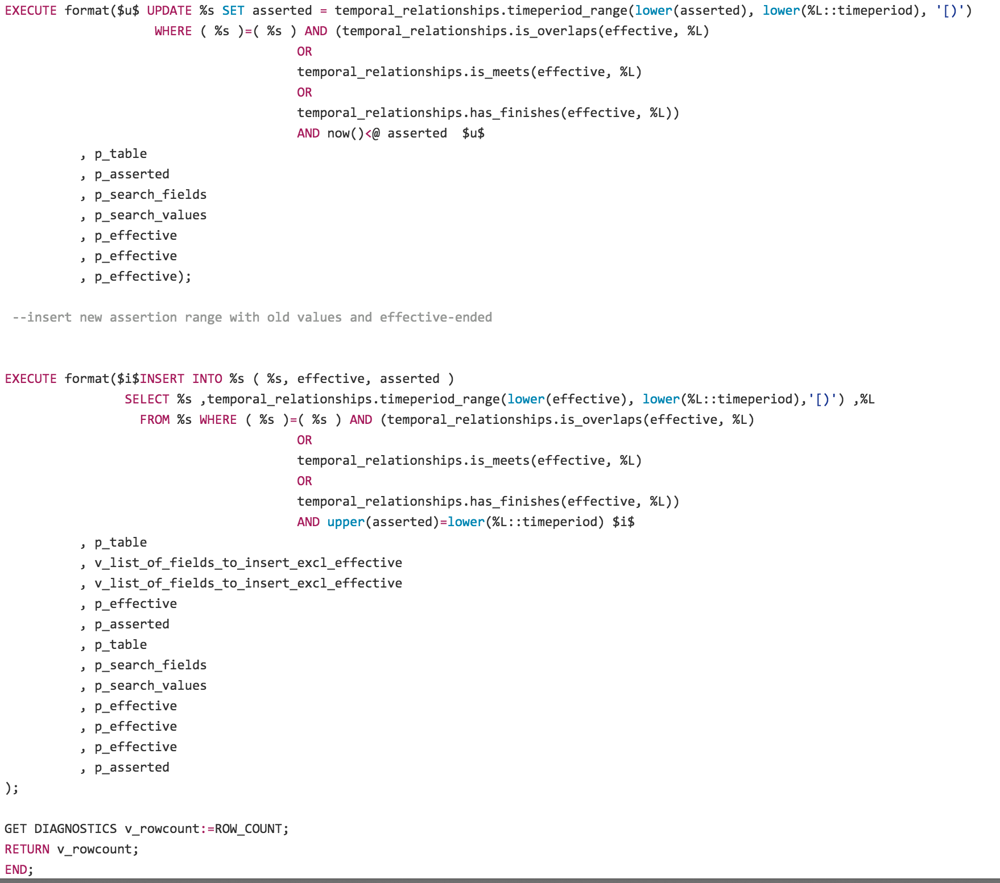 EXECUTE format($u$ UPDATE %s SET asserted = temporal_relationships.timeperiod_range(lower(asserted), lower(%L::timeperiod), '[)')
WHERE ( %s )=( %s ) AND (temporal_relationships.is_overlaps(effective, %L)
OR
temporal_relationships.is_meets(effective, %L)
OR
temporal_relationships.has_finishes(effective, %L))
AND now()<@ asserted  $u$
, p_table
, p_asserted
, p_search_fields
, p_search_values
, p_effective
, p_effective
, p_effective);
--insert new assertion range with old values and effective-ended
EXECUTE format($i$INSERT INTO %s ( %s, effective, asserted )
SELECT %s ,temporal_relationships.timeperiod_range(lower(effective), lower(%L::timeperiod),'[)') ,%L
FROM %s WHERE ( %s )=( %s ) AND (temporal_relationships.is_overlaps(effective, %L)
OR
temporal_relationships.is_meets(effective, %L)
OR
temporal_relationships.has_finishes(effective, %L))
AND upper(asserted)=lower(%L::timeperiod) $i$
, p_table
, v_list_of_fields_to_insert_excl_effective
, v_list_of_fields_to_insert_excl_effective
, p_effective
, p_asserted
, p_table
, p_search_fields
, p_search_values
, p_effective
, p_effective
, p_effective
, p_asserted
);
GET DIAGNOSTICS v_rowcount:=ROW_COUNT;
RETURN v_rowcount;
END;